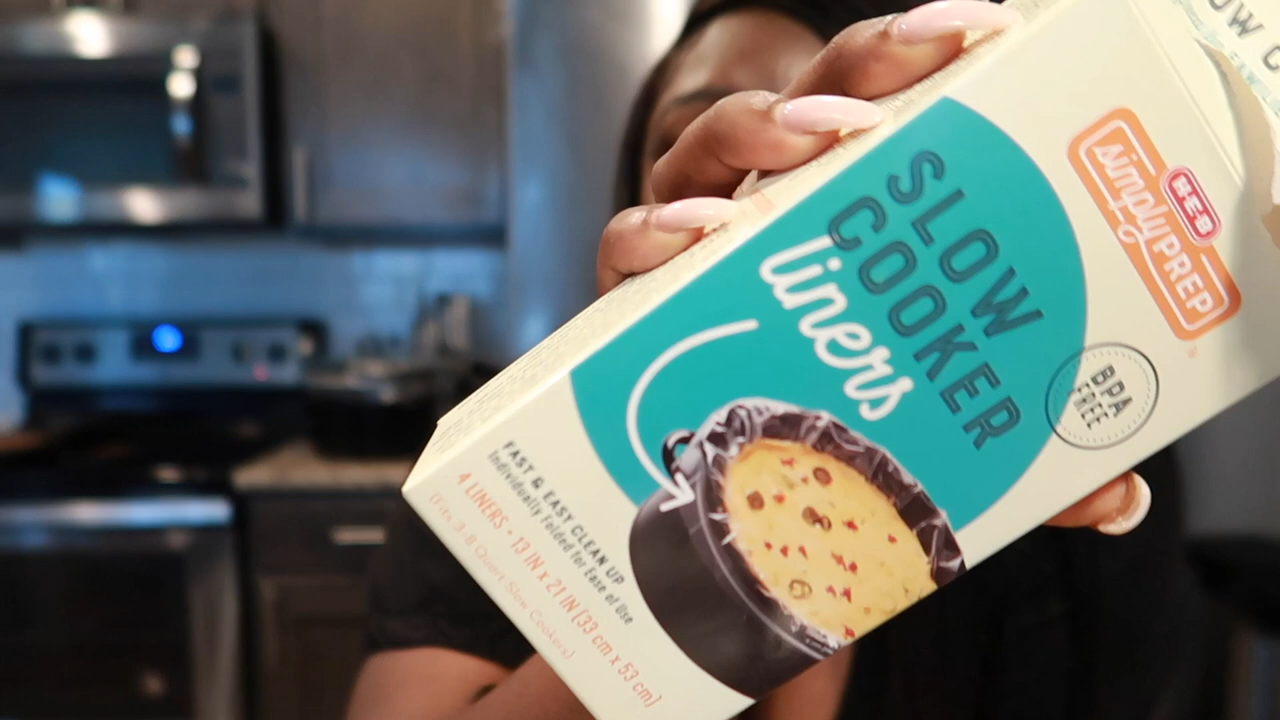 H-E-B
simply
PREP
BPA
FREE
SLOW
COOKER
liners
FAST & EASY CLEAN UP
Individually Folded for Ease of Use
4 LINERS • 13 IN x 21 IN (33 cm x 53 cm)
(Fits 3-8 Quart Slow Cookers)
OW C